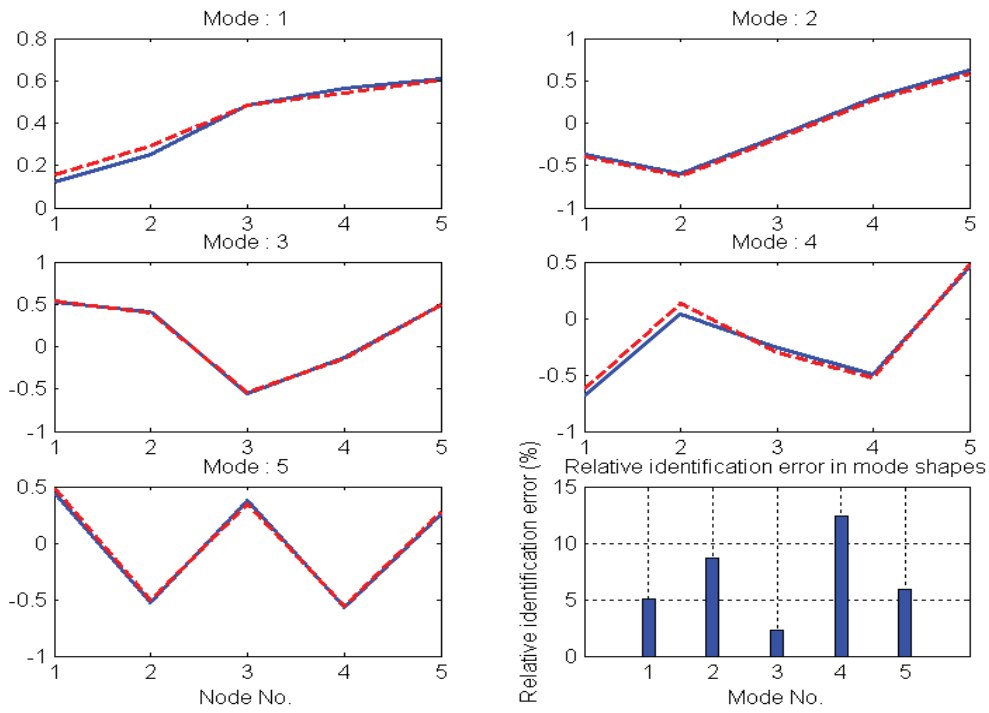 Mode : 1
0.8
0.6
0.4
0.2
0
1 2 3 4 5
Mode : 2
1
0.5
0
-0.5
-1
1 2 3 4 5
Mode : 3
1
0.5
0
-0.5
-1
1 2 3 4 5
Mode : 4
0.5
0
-0.5
-1
1 2 3 4 5
Mode : 5
0.5
0
-0.5
-1
1 2 3 4 5
Node No.
Relative identification error in mode shapes
Relative identification error (%)
15
10
5
0
1 2 3 4 5
Mode No.